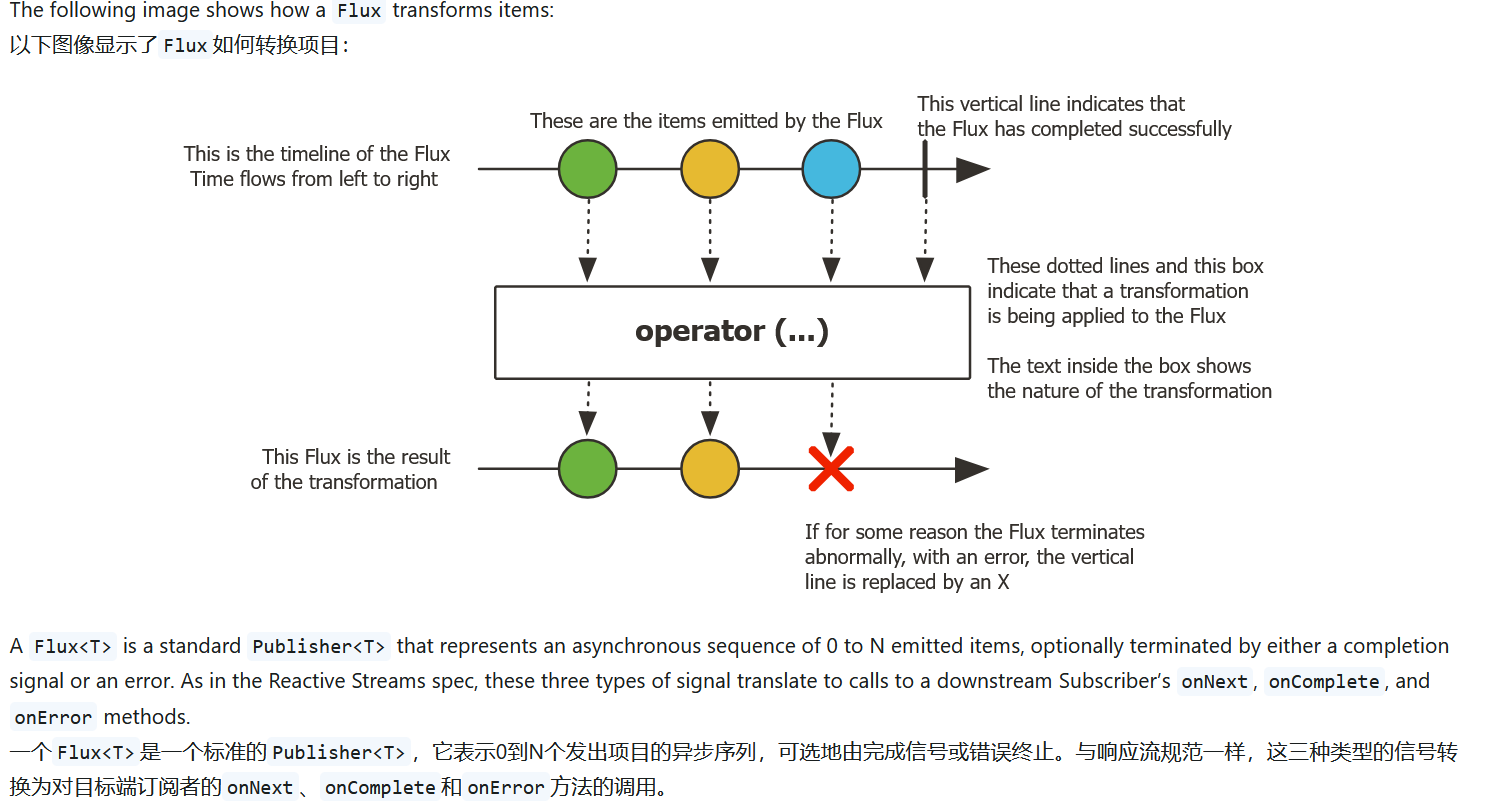 The following image shows how a Flux transforms items:
以下图像显示了Flux如何转换项目：
These are the items emitted by the Flux
This vertical line indicates that
the Flux has completed successfully
This is the timeline of the Flux
Time flows from left to right
These dotted lines and this box
indicate that a transformation
is being applied to the Flux
operator (...)
The text inside the box shows
the nature of the transformation
This Flux is the result
of the transformation
If for some reason the Flux terminates
abnormally, with an error, the vertical
line is replaced by an X
A Flux<T> is a standard Publisher<T> that represents an asynchronous sequence of 0 to N emitted items, optionally terminated by either a completion
signal or an error. As in the Reactive Streams spec, these three types of signal translate to calls to a downstream Subscriber’s onNext, onComplete, and
onError methods.
一个Flux<T>是一个标准的Publisher<T>，它表示0到N个发出项目的异步序列，可选地由完成信号或错误终止。与响应流规范一样，这三种类型的信号转
换为对目标端订阅者的onNext、onComplete和onError方法的调用。